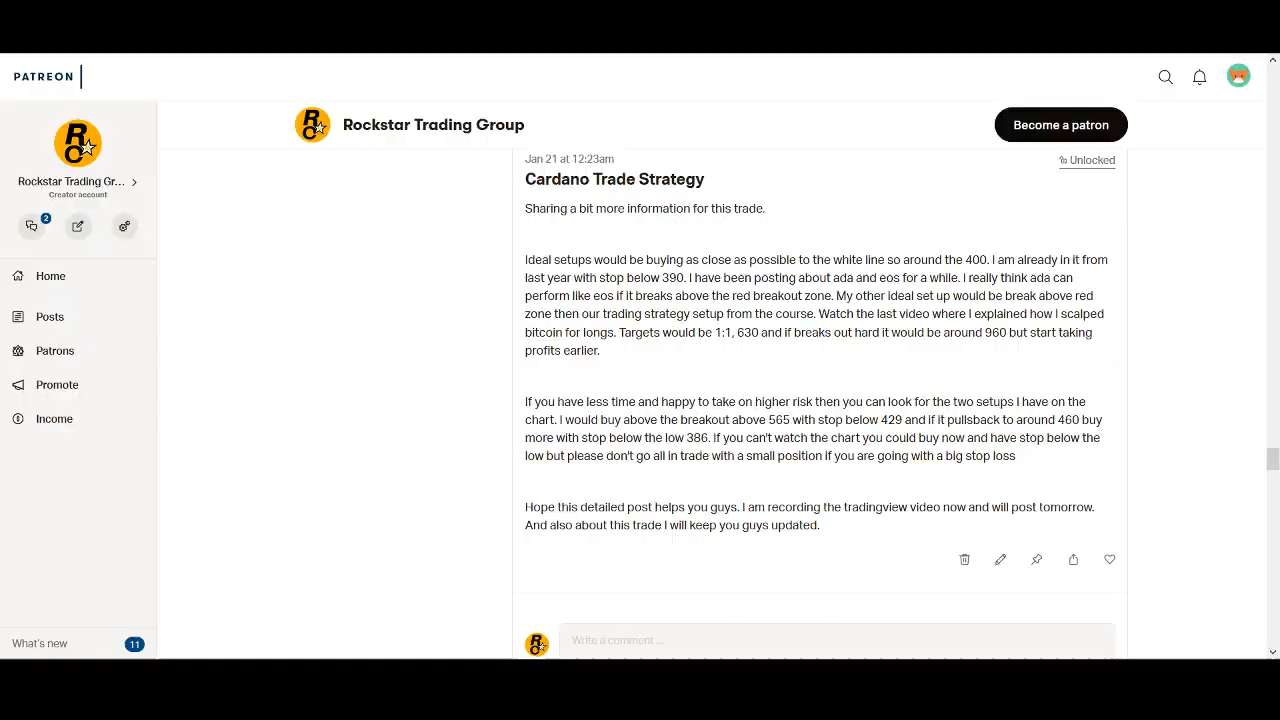 PATREON
Rockstar Trading Group
Become a patron
Rockstar Trading Gr...
Creator account
2
Home
Posts
Patrons
Promote
Income
What's new
11
Jan 21 at 12:23am
Unlocked
Cardano Trade Strategy
Sharing a bit more information for this trade.
Ideal setups would be buying as close as possible to the white line so around the 400. I am already in it from
last year with stop below 390. I have been posting about ada and eos for a while. I really think ada can
perform like eos if it breaks above the red breakout zone. My other ideal set up would be break above red
zone then our trading strategy setup from the course. Watch the last video where I explained how I scalped
bitcoin for longs. Targets would be 1:1, 630 and if breaks out hard it would be around 960 but start taking
profits earlier.
If you have less time and happy to take on higher risk then you can look for the two setups I have on the
chart. I would buy above the breakout above 565 with stop below 429 and if it pullsback to around 460 buy
more with stop below the low 386. If you can't watch the chart you could buy now and have stop below the
low but please don't go all in trade with a small position if you are going with a big stop loss
Hope this detailed post helps you guys. I am recording the tradingview video now and will post tomorrow.
And also about this trade I will keep you guys updated.
Write a comment ...